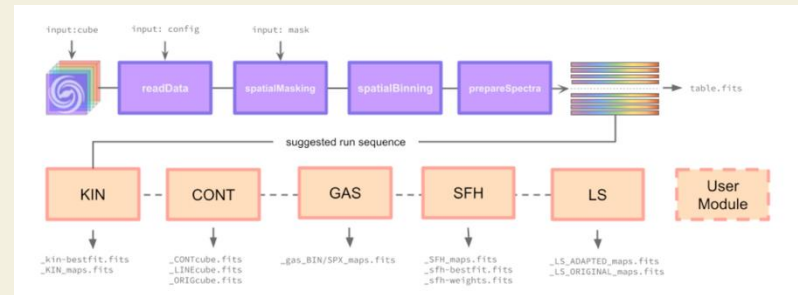 input:cube
input: config
input: mask
readData
spatialMasking
spatialBinning
prepareSpectra
table.fits
suggested run sequence
KIN
CONT
GAS
SFH
LS
User
Module
_kin-bestfit.fits
_KIN_maps.fits
_CONTcube.fits
_LINEcube.fits
_ORIGcube.fits
_gas_BIN/SPX_maps.fits
_SFH_maps.fits
_sfh-bestfit.fits
_sfh-weights.fits
_LS_ADAPTED_maps.fits
_LS_ORIGINAL_maps.fits